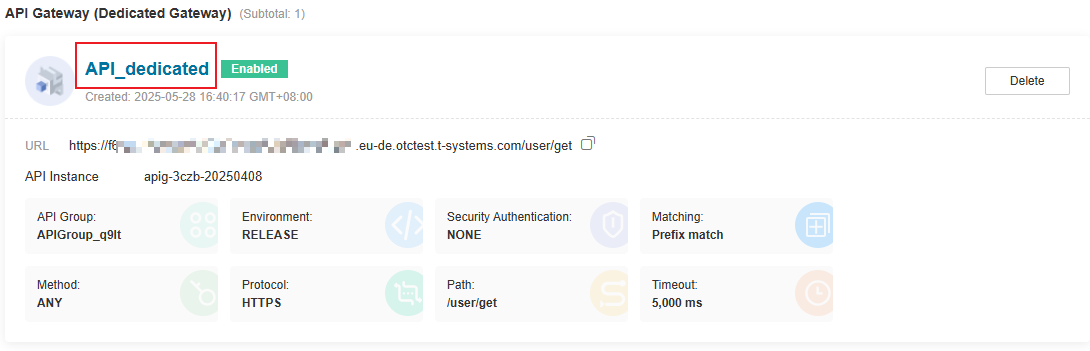 API Gateway (Dedicated Gateway) (Subtotal: 1)
API_dedicated Enabled
Created: 2025-05-28 16:40:17 GMT+08:00
Delete
URL https://f6 .eu-de.otctest.t-systems.com/user/get
API Instance apig-3czb-20250408
API Group:
APIGroup_q9lt
Environment:
RELEASE
Security Authentication:
NONE
Matching:
Prefix match
Method:
ANY
Protocol:
HTTPS
Path:
/user/get
Timeout:
5,000 ms